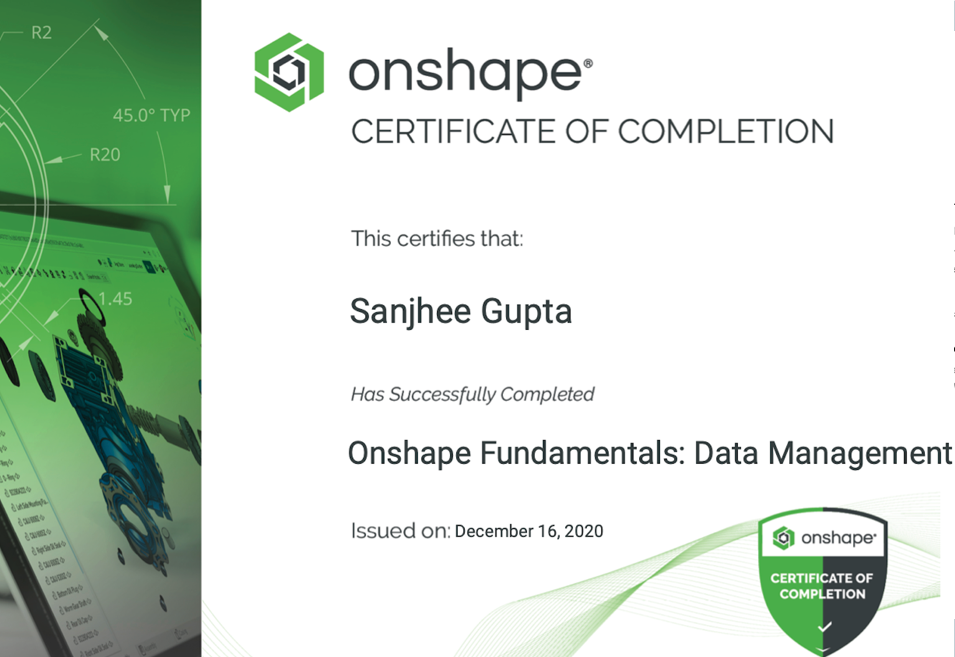 R2
45.0° TYP
R20
1.45
onshape®
CERTIFICATE OF COMPLETION
This certifies that:
Sanjhee Gupta
Has Successfully Completed
Onshape Fundamentals: Data Management
Issued on: December 16, 2020
onshape®
CERTIFICATE OF
COMPLETION